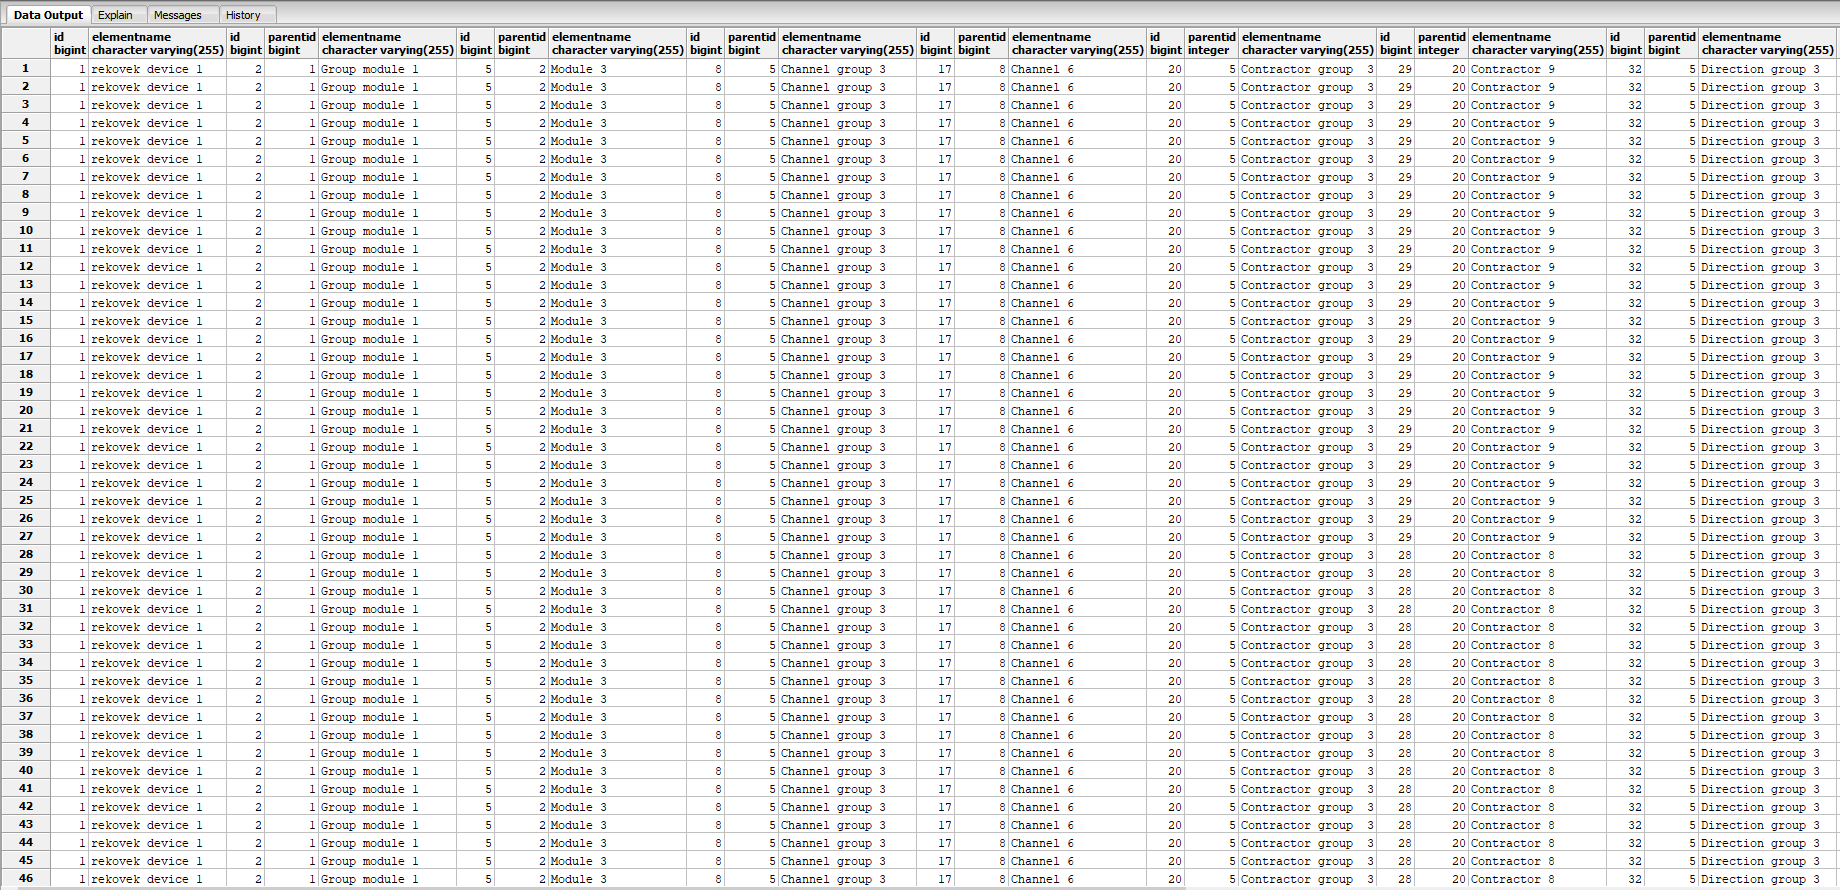 Data Output Explain Messages History
id elementname id parentid elementname id parentid elementname id parentid elementname id parentid elementname id parentid elementname id parentid elementname id parentid elementname
bigint character varying(255) bigint bigint character varying(255) bigint bigint character varying(255) bigint bigint character varying(255) bigint bigint character varying(255) bigint integer character varying(255) bigint integer character varying(255) bigint bigint character varying(255)
1 1 rekovek device 1 2 1 Group module 1 5 2 Module 3 8 5 Channel group 3 17 8 Channel 6 20 5 Contractor group 3 29 20 Contractor 9 32 5 Direction group 3
2 1 rekovek device 1 2 1 Group module 1 5 2 Module 3 8 5 Channel group 3 17 8 Channel 6 20 5 Contractor group 3 29 20 Contractor 9 32 5 Direction group 3
3 1 rekovek device 1 2 1 Group module 1 5 2 Module 3 8 5 Channel group 3 17 8 Channel 6 20 5 Contractor group 3 29 20 Contractor 9 32 5 Direction group 3
4 1 rekovek device 1 2 1 Group module 1 5 2 Module 3 8 5 Channel group 3 17 8 Channel 6 20 5 Contractor group 3 29 20 Contractor 9 32 5 Direction group 3
5 1 rekovek device 1 2 1 Group module 1 5 2 Module 3 8 5 Channel group 3 17 8 Channel 6 20 5 Contractor group 3 29 20 Contractor 9 32 5 Direction group 3
6 1 rekovek device 1 2 1 Group module 1 5 2 Module 3 8 5 Channel group 3 17 8 Channel 6 20 5 Contractor group 3 29 20 Contractor 9 32 5 Direction group 3
7 1 rekovek device 1 2 1 Group module 1 5 2 Module 3 8 5 Channel group 3 17 8 Channel 6 20 5 Contractor group 3 29 20 Contractor 9 32 5 Direction group 3
8 1 rekovek device 1 2 1 Group module 1 5 2 Module 3 8 5 Channel group 3 17 8 Channel 6 20 5 Contractor group 3 29 20 Contractor 9 32 5 Direction group 3
9 1 rekovek device 1 2 1 Group module 1 5 2 Module 3 8 5 Channel group 3 17 8 Channel 6 20 5 Contractor group 3 29 20 Contractor 9 32 5 Direction group 3
10 1 rekovek device 1 2 1 Group module 1 5 2 Module 3 8 5 Channel group 3 17 8 Channel 6 20 5 Contractor group 3 29 20 Contractor 9 32 5 Direction group 3
11 1 rekovek device 1 2 1 Group module 1 5 2 Module 3 8 5 Channel group 3 17 8 Channel 6 20 5 Contractor group 3 29 20 Contractor 9 32 5 Direction group 3
12 1 rekovek device 1 2 1 Group module 1 5 2 Module 3 8 5 Channel group 3 17 8 Channel 6 20 5 Contractor group 3 29 20 Contractor 9 32 5 Direction group 3
13 1 rekovek device 1 2 1 Group module 1 5 2 Module 3 8 5 Channel group 3 17 8 Channel 6 20 5 Contractor group 3 29 20 Contractor 9 32 5 Direction group 3
14 1 rekovek device 1 2 1 Group module 1 5 2 Module 3 8 5 Channel group 3 17 8 Channel 6 20 5 Contractor group 3 29 20 Contractor 9 32 5 Direction group 3
15 1 rekovek device 1 2 1 Group module 1 5 2 Module 3 8 5 Channel group 3 17 8 Channel 6 20 5 Contractor group 3 29 20 Contractor 9 32 5 Direction group 3
16 1 rekovek device 1 2 1 Group module 1 5 2 Module 3 8 5 Channel group 3 17 8 Channel 6 20 5 Contractor group 3 29 20 Contractor 9 32 5 Direction group 3
17 1 rekovek device 1 2 1 Group module 1 5 2 Module 3 8 5 Channel group 3 17 8 Channel 6 20 5 Contractor group 3 29 20 Contractor 9 32 5 Direction group 3
18 1 rekovek device 1 2 1 Group module 1 5 2 Module 3 8 5 Channel group 3 17 8 Channel 6 20 5 Contractor group 3 29 20 Contractor 9 32 5 Direction group 3
19 1 rekovek device 1 2 1 Group module 1 5 2 Module 3 8 5 Channel group 3 17 8 Channel 6 20 5 Contractor group 3 29 20 Contractor 9 32 5 Direction group 3
20 1 rekovek device 1 2 1 Group module 1 5 2 Module 3 8 5 Channel group 3 17 8 Channel 6 20 5 Contractor group 3 29 20 Contractor 9 32 5 Direction group 3
21 1 rekovek device 1 2 1 Group module 1 5 2 Module 3 8 5 Channel group 3 17 8 Channel 6 20 5 Contractor group 3 29 20 Contractor 9 32 5 Direction group 3
22 1 rekovek device 1 2 1 Group module 1 5 2 Module 3 8 5 Channel group 3 17 8 Channel 6 20 5 Contractor group 3 29 20 Contractor 9 32 5 Direction group 3
23 1 rekovek device 1 2 1 Group module 1 5 2 Module 3 8 5 Channel group 3 17 8 Channel 6 20 5 Contractor group 3 29 20 Contractor 9 32 5 Direction group 3
24 1 rekovek device 1 2 1 Group module 1 5 2 Module 3 8 5 Channel group 3 17 8 Channel 6 20 5 Contractor group 3 29 20 Contractor 9 32 5 Direction group 3
25 1 rekovek device 1 2 1 Group module 1 5 2 Module 3 8 5 Channel group 3 17 8 Channel 6 20 5 Contractor group 3 29 20 Contractor 9 32 5 Direction group 3
26 1 rekovek device 1 2 1 Group module 1 5 2 Module 3 8 5 Channel group 3 17 8 Channel 6 20 5 Contractor group 3 29 20 Contractor 9 32 5 Direction group 3
27 1 rekovek device 1 2 1 Group module 1 5 2 Module 3 8 5 Channel group 3 17 8 Channel 6 20 5 Contractor group 3 29 20 Contractor 9 32 5 Direction group 3
28 1 rekovek device 1 2 1 Group module 1 5 2 Module 3 8 5 Channel group 3 17 8 Channel 6 20 5 Contractor group 3 28 20 Contractor 8 32 5 Direction group 3
29 1 rekovek device 1 2 1 Group module 1 5 2 Module 3 8 5 Channel group 3 17 8 Channel 6 20 5 Contractor group 3 28 20 Contractor 8 32 5 Direction group 3
30 1 rekovek device 1 2 1 Group module 1 5 2 Module 3 8 5 Channel group 3 17 8 Channel 6 20 5 Contractor group 3 28 20 Contractor 8 32 5 Direction group 3
31 1 rekovek device 1 2 1 Group module 1 5 2 Module 3 8 5 Channel group 3 17 8 Channel 6 20 5 Contractor group 3 28 20 Contractor 8 32 5 Direction group 3
32 1 rekovek device 1 2 1 Group module 1 5 2 Module 3 8 5 Channel group 3 17 8 Channel 6 20 5 Contractor group 3 28 20 Contractor 8 32 5 Direction group 3
33 1 rekovek device 1 2 1 Group module 1 5 2 Module 3 8 5 Channel group 3 17 8 Channel 6 20 5 Contractor group 3 28 20 Contractor 8 32 5 Direction group 3
34 1 rekovek device 1 2 1 Group module 1 5 2 Module 3 8 5 Channel group 3 17 8 Channel 6 20 5 Contractor group 3 28 20 Contractor 8 32 5 Direction group 3
35 1 rekovek device 1 2 1 Group module 1 5 2 Module 3 8 5 Channel group 3 17 8 Channel 6 20 5 Contractor group 3 28 20 Contractor 8 32 5 Direction group 3
36 1 rekovek device 1 2 1 Group module 1 5 2 Module 3 8 5 Channel group 3 17 8 Channel 6 20 5 Contractor group 3 28 20 Contractor 8 32 5 Direction group 3
37 1 rekovek device 1 2 1 Group module 1 5 2 Module 3 8 5 Channel group 3 17 8 Channel 6 20 5 Contractor group 3 28 20 Contractor 8 32 5 Direction group 3
38 1 rekovek device 1 2 1 Group module 1 5 2 Module 3 8 5 Channel group 3 17 8 Channel 6 20 5 Contractor group 3 28 20 Contractor 8 32 5 Direction group 3
39 1 rekovek device 1 2 1 Group module 1 5 2 Module 3 8 5 Channel group 3 17 8 Channel 6 20 5 Contractor group 3 28 20 Contractor 8 32 5 Direction group 3
40 1 rekovek device 1 2 1 Group module 1 5 2 Module 3 8 5 Channel group 3 17 8 Channel 6 20 5 Contractor group 3 28 20 Contractor 8 32 5 Direction group 3
41 1 rekovek device 1 2 1 Group module 1 5 2 Module 3 8 5 Channel group 3 17 8 Channel 6 20 5 Contractor group 3 28 20 Contractor 8 32 5 Direction group 3
42 1 rekovek device 1 2 1 Group module 1 5 2 Module 3 8 5 Channel group 3 17 8 Channel 6 20 5 Contractor group 3 28 20 Contractor 8 32 5 Direction group 3
43 1 rekovek device 1 2 1 Group module 1 5 2 Module 3 8 5 Channel group 3 17 8 Channel 6 20 5 Contractor group 3 28 20 Contractor 8 32 5 Direction group 3
44 1 rekovek device 1 2 1 Group module 1 5 2 Module 3 8 5 Channel group 3 17 8 Channel 6 20 5 Contractor group 3 28 20 Contractor 8 32 5 Direction group 3
45 1 rekovek device 1 2 1 Group module 1 5 2 Module 3 8 5 Channel group 3 17 8 Channel 6 20 5 Contractor group 3 28 20 Contractor 8 32 5 Direction group 3
46 1 rekovek device 1 2 1 Group module 1 5 2 Module 3 8 5 Channel group 3 17 8 Channel 6 20 5 Contractor group 3 28 20 Contractor 8 32 5 Direction group 3